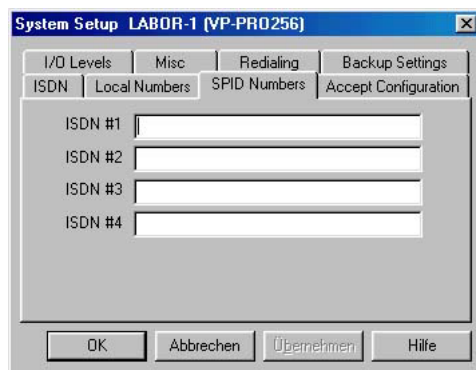 System Setup LABOR-1 (VP-PRO256)
I/O Levels Misc Redialing Backup Settings
ISDN Local Numbers SPID Numbers Accept Configuration
ISDN #1
ISDN #2
ISDN #3
ISDN #4
OK Abbrechen Übernehmen Hilfe